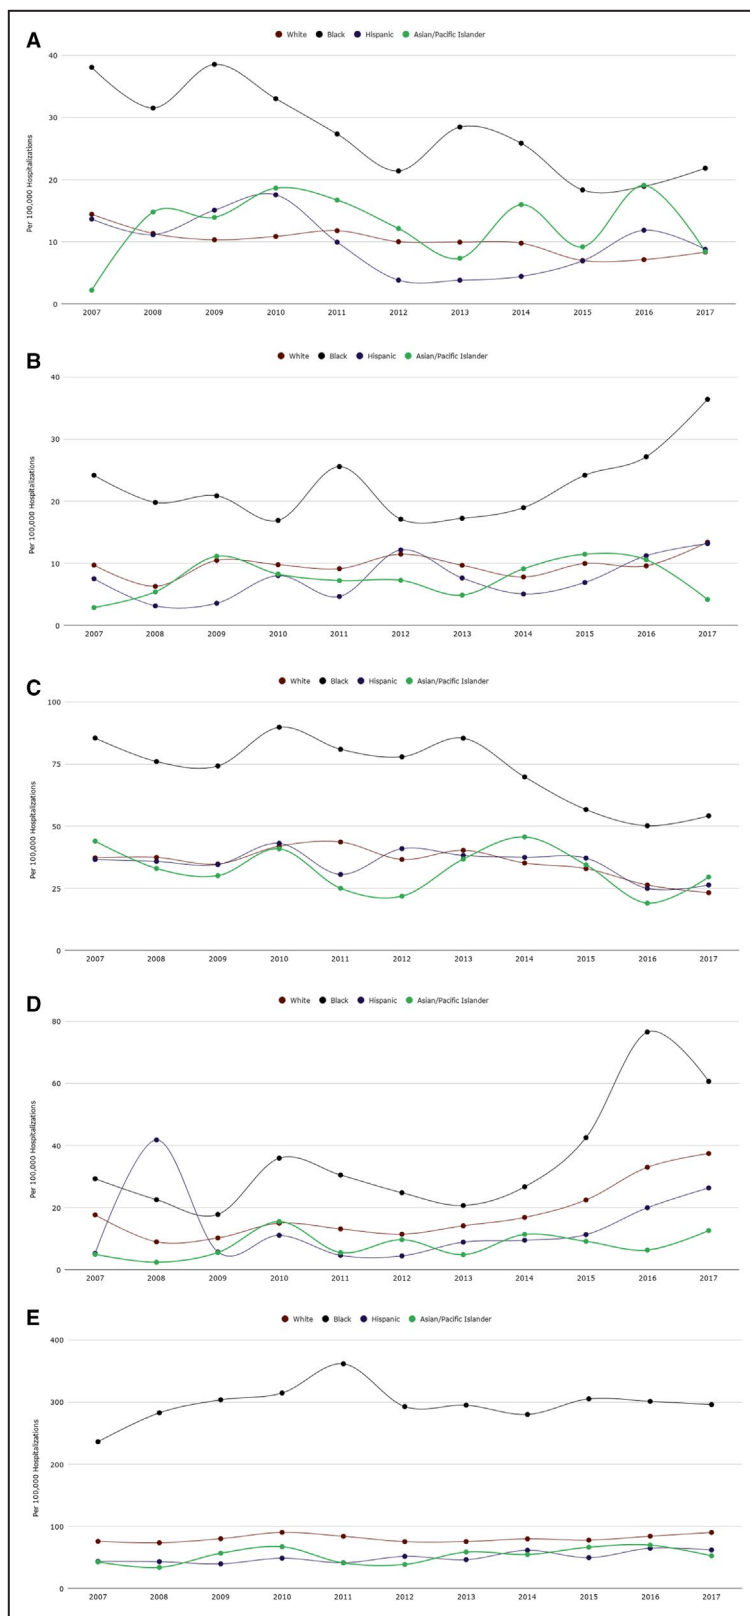 A
White Black Hispanic Asian/Pacific Islander
40
30
20
10
0
Per 100,000 Hospitalizations
2007 2008 2009 2010 2011 2012 2013 2014 2015 2016 2017
B
White Black Hispanic Asian/Pacific Islander
40
30
20
10
0
Per 100,000 Hospitalizations
2007 2008 2009 2010 2011 2012 2013 2014 2015 2016 2017
C
White Black Hispanic Asian/Pacific Islander
100
75
50
25
0
Per 100,000 Hospitalizations
2007 2008 2009 2010 2011 2012 2013 2014 2015 2016 2017
D
White Black Hispanic Asian/Pacific Islander
80
60
40
20
0
Per 100,000 Hospitalizations
2007 2008 2009 2010 2011 2012 2013 2014 2015 2016 2017
E
White Black Hispanic Asian/Pacific Islander
400
300
200
100
0
Per 100,000 Hospitalizations
2007 2008 2009 2010 2011 2012 2013 2014 2015 2016 2017